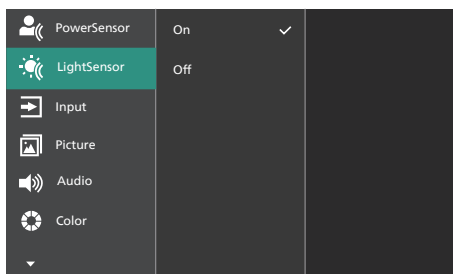 PowerSensor
LightSensor
Input
Picture
Audio
Color
On
Off